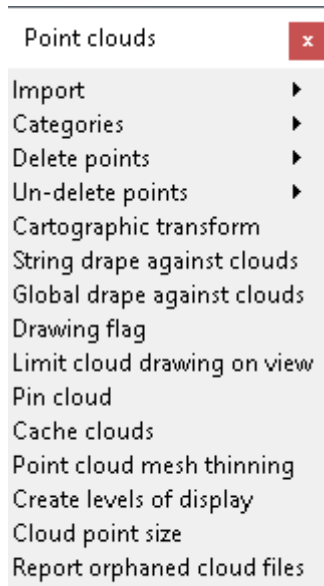 Point clouds
x
Import
Categories
Delete points
Un-delete points
Cartographic transform
String drape against clouds
Global drape against clouds
Drawing flag
Limit cloud drawing on view
Pin cloud
Cache clouds
Point cloud mesh thinning
Create levels of display
Cloud point size
Report orphaned cloud files